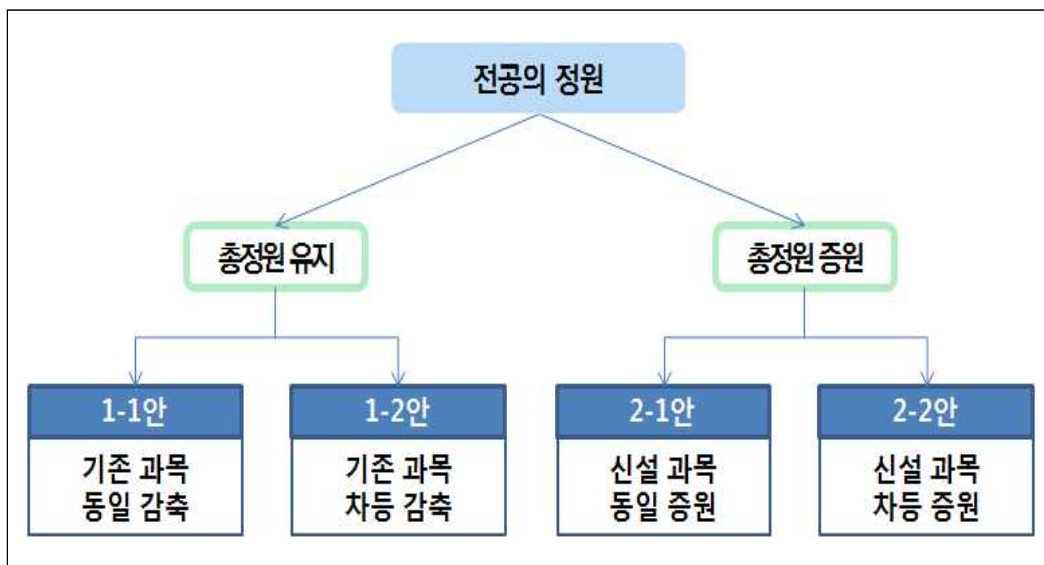 전공의 정원
총정원 유지
총정원 증원
1-1안
기존 과목
동일 감축
1-2안
기존 과목
차등 감축
2-1안
신설 과목
동일 증원
2-2안
신설 과목
차등 증원